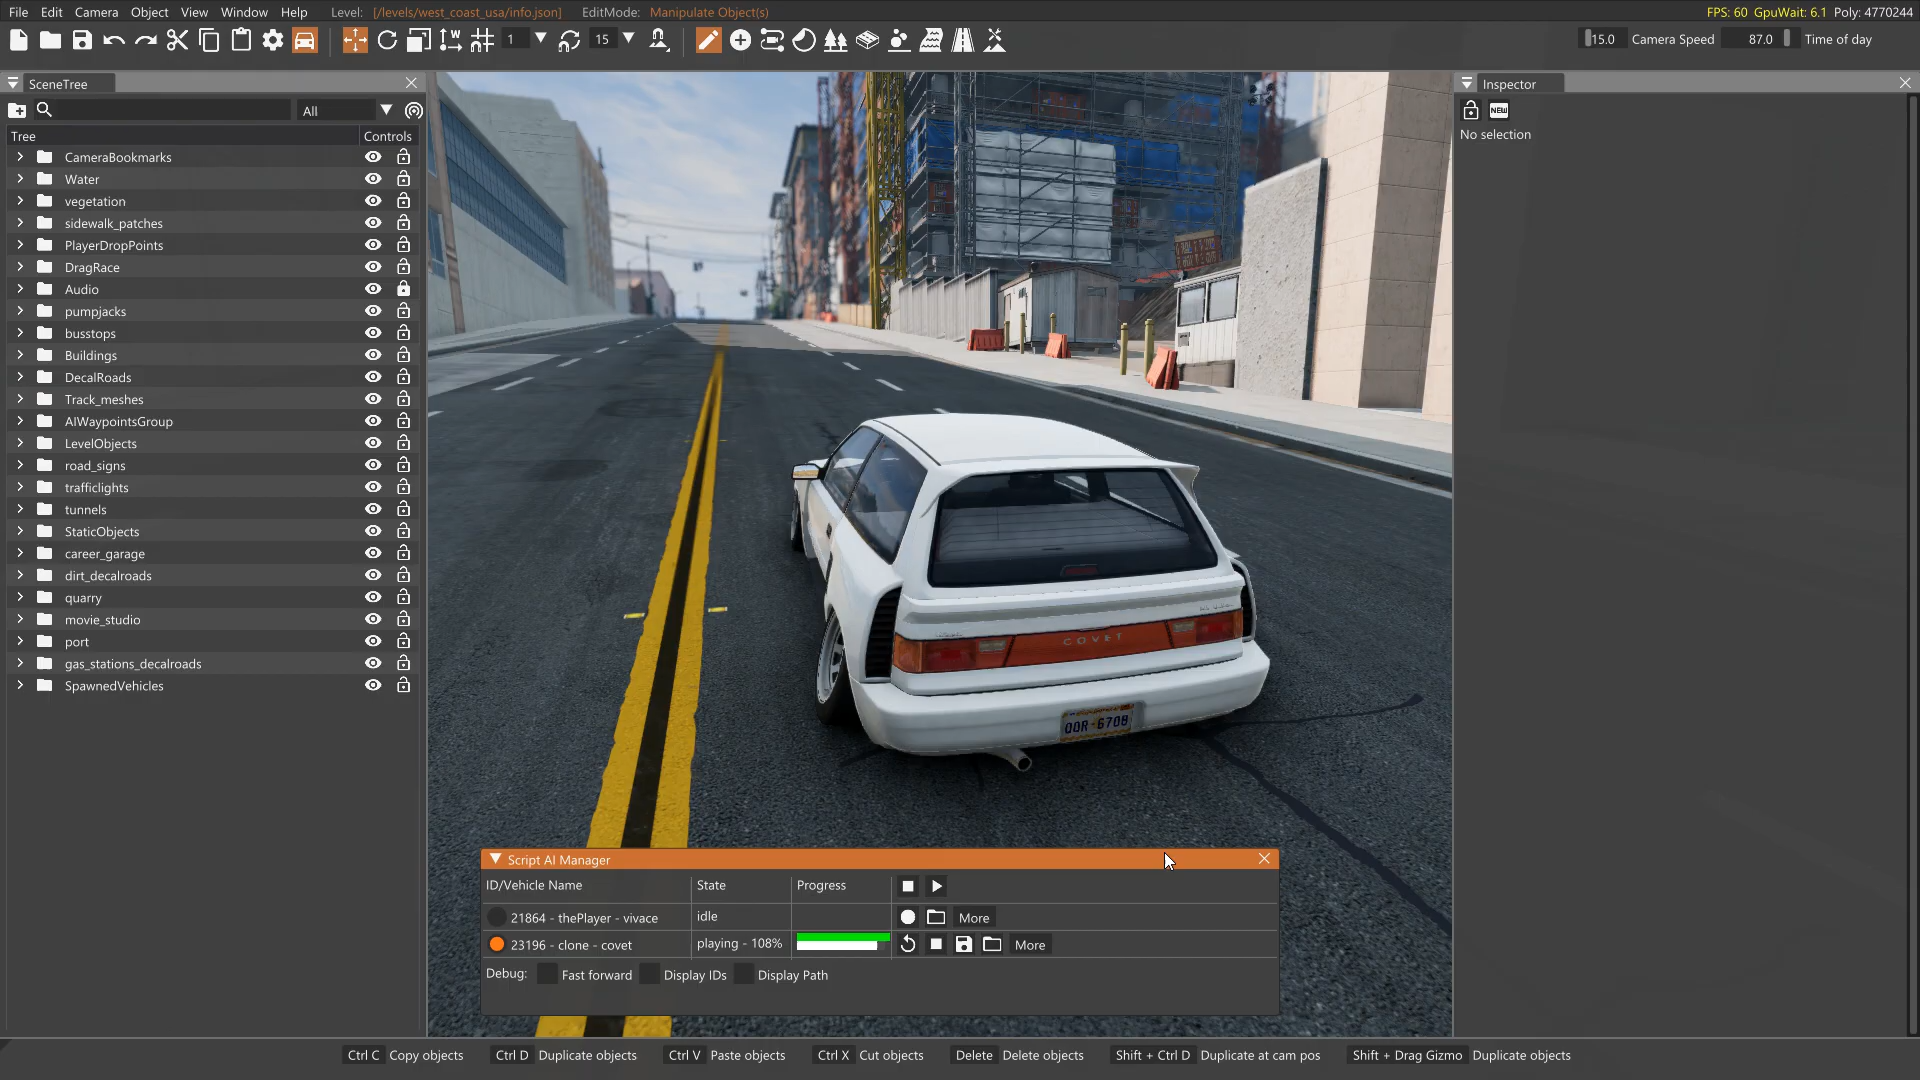 File Edit Camera Object View Window Help Level: [/levels/west_coast_usa/info.json] EditMode: Manipulate Object(s) FPS: 60 GpuWait: 6.1 Poly: 4770244
1 15 15.0 Camera Speed 87.0 Time of day
SceneTree
All
Tree Controls
CameraBookmarks
Water
vegetation
sidewalk_patches
PlayerDropPoints
DragRace
Audio
pumpjacks
busstops
Buildings
DecalRoads
Track_meshes
AIWaypointsGroup
LevelObjects
road_signs
trafficlights
tunnels
StaticObjects
career_garage
dirt_decalroads
quarry
movie_studio
port
gas_stations_decalroads
SpawnedVehicles
COVET
OOR-670B
Script AI Manager
ID/Vehicle Name State Progress
21864 - thePlayer - vivace idle More
23196 - clone - covet playing - 108% More
Debug: Fast forward Display IDs Display Path
Inspector
NEW
No selection
Ctrl C Copy objects Ctrl D Duplicate objects Ctrl V Paste objects Ctrl X Cut objects Delete Delete objects Shift + Ctrl D Duplicate at cam pos Shift + Drag Gizmo Duplicate objects